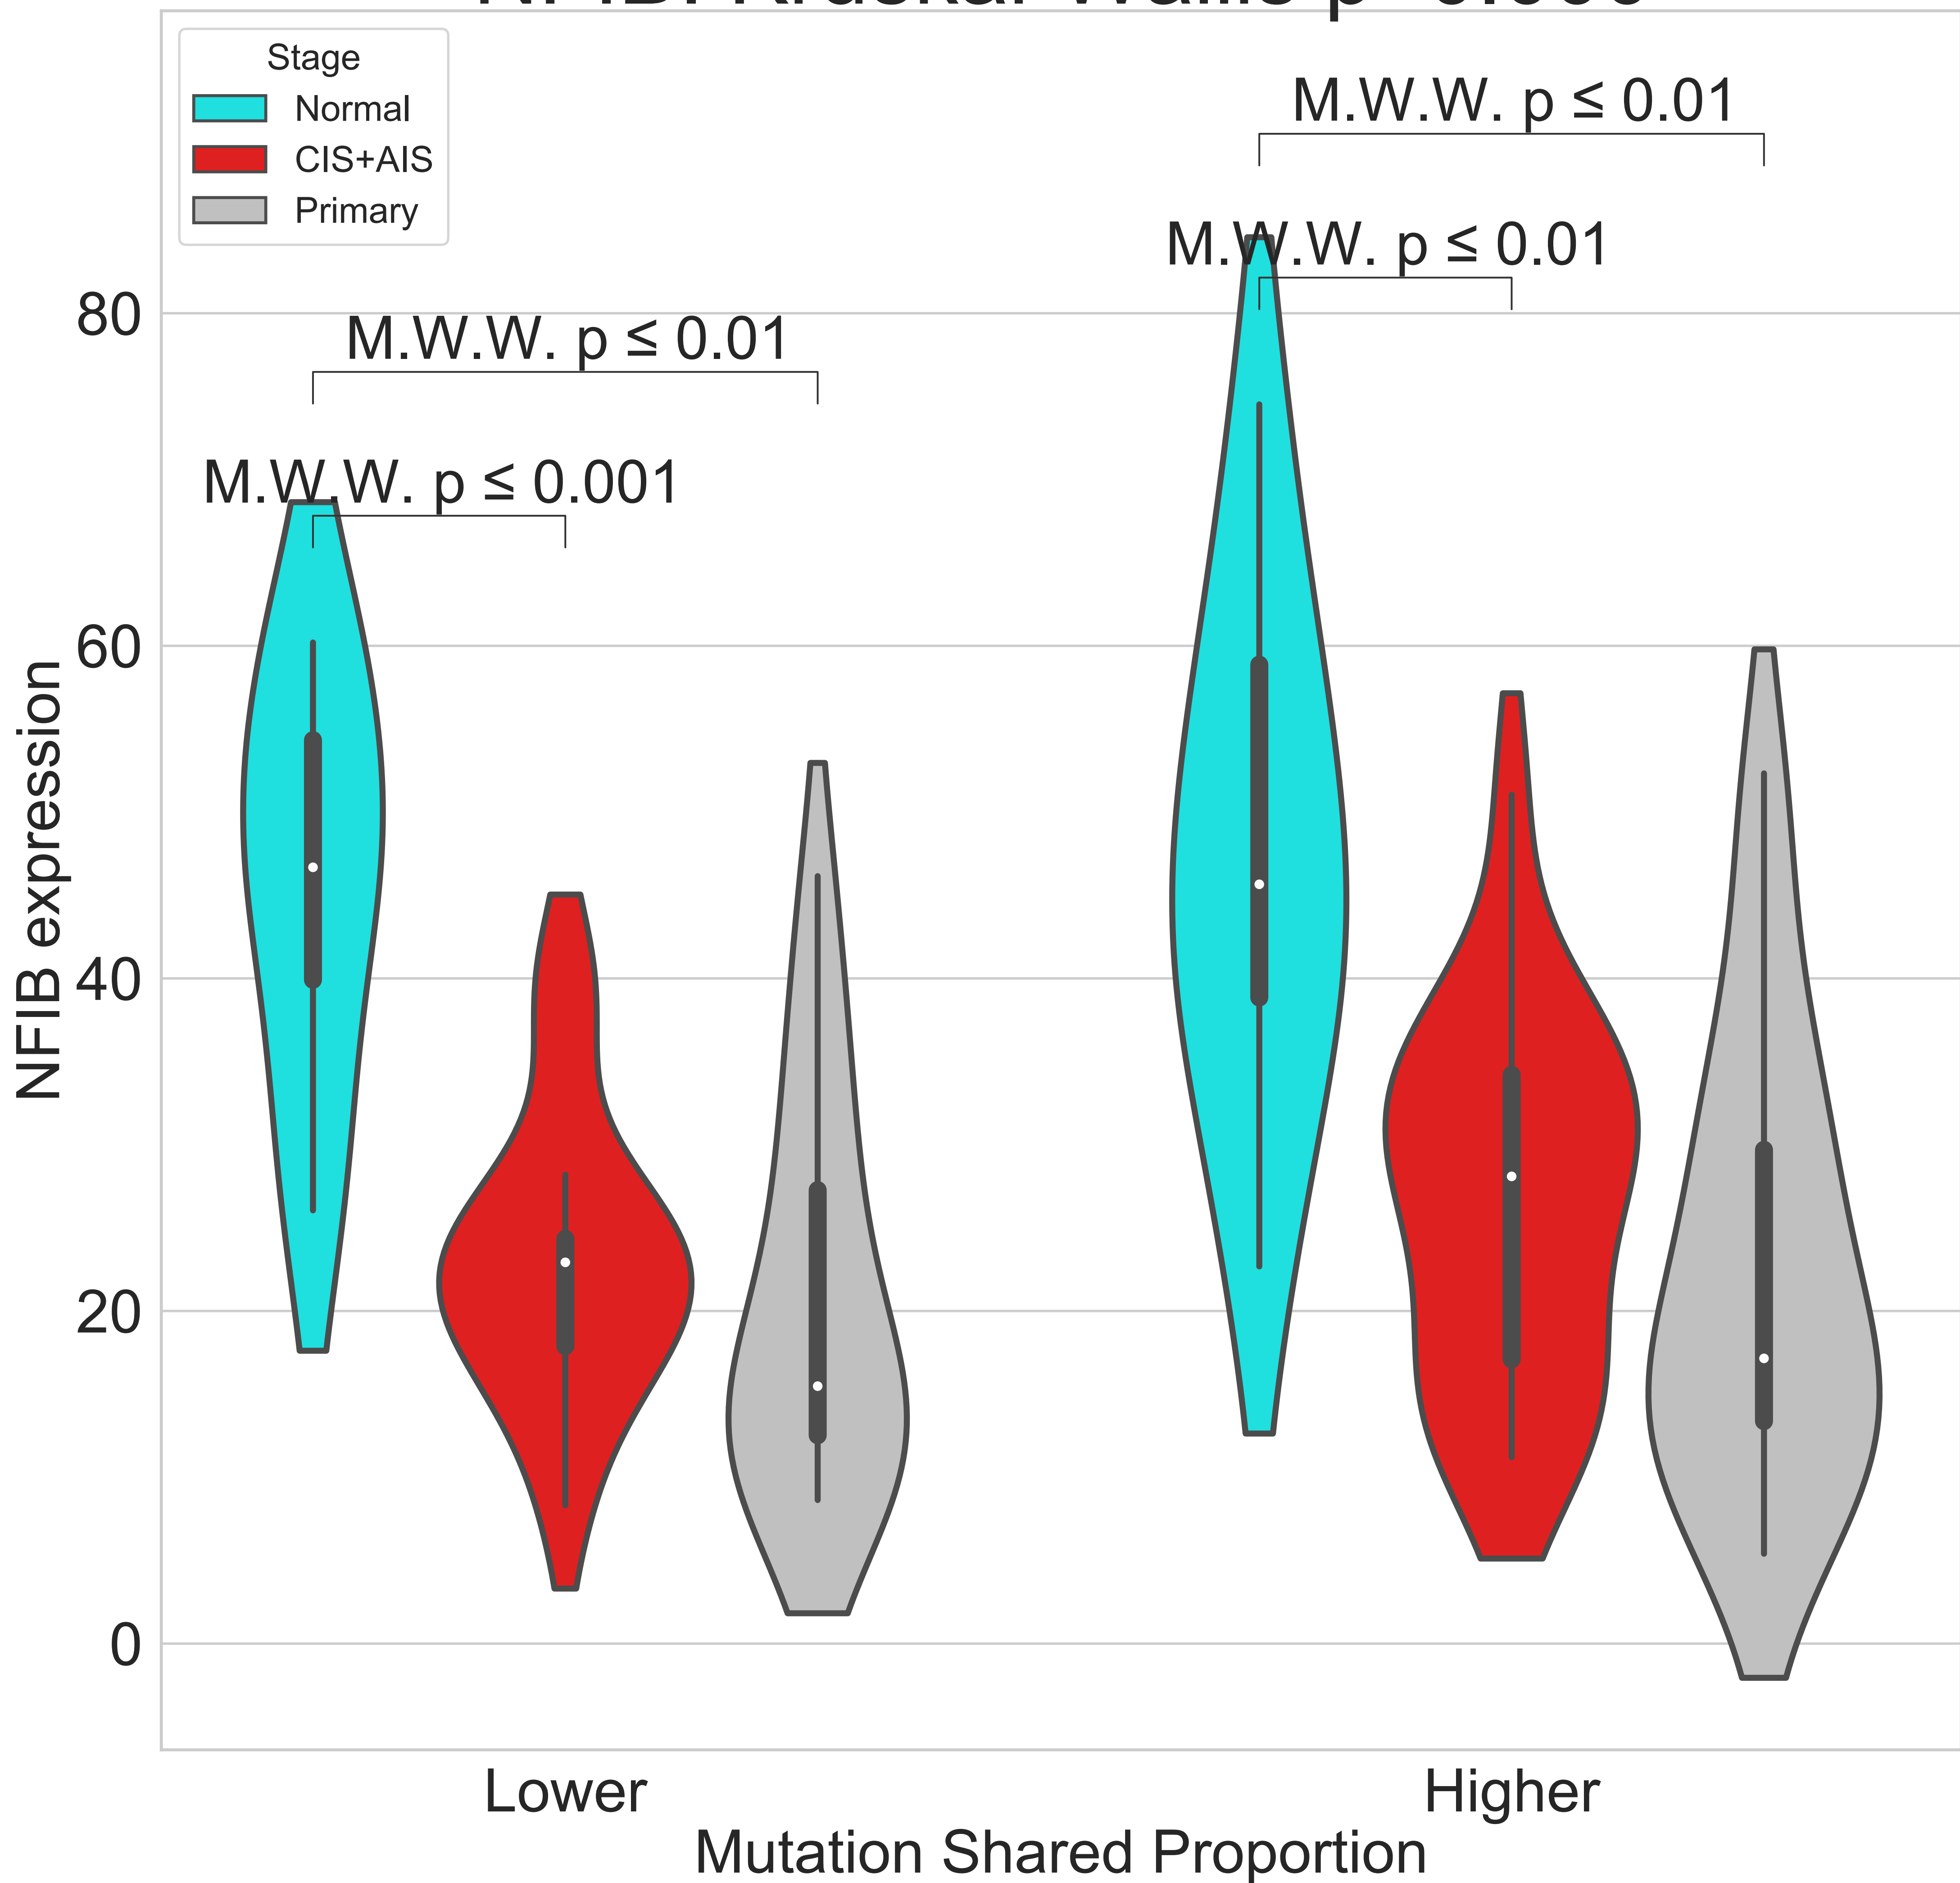 Stage
Normal
CIS+AIS
Primary
M.W.W. p ≤ 0.01
M.W.W. p ≤ 0.01
M.W.W. p ≤ 0.01
M.W.W. p ≤ 0.001
80
60
40
20
0
NFIB expression
Lower
Higher
Mutation Shared Proportion